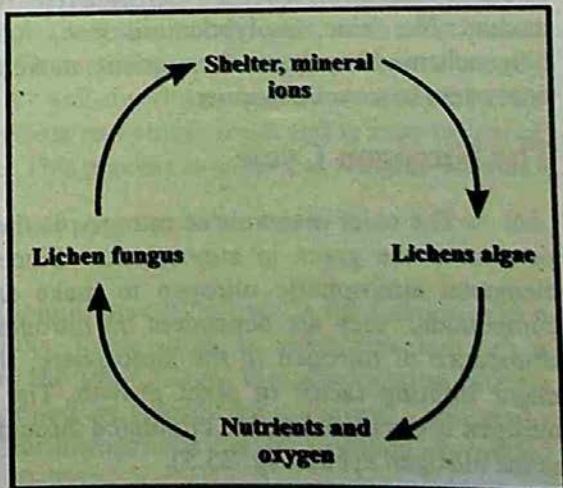 Shelter, mineral
ions
Lichen fungus
Lichens algae
Nutrients and
oxygen